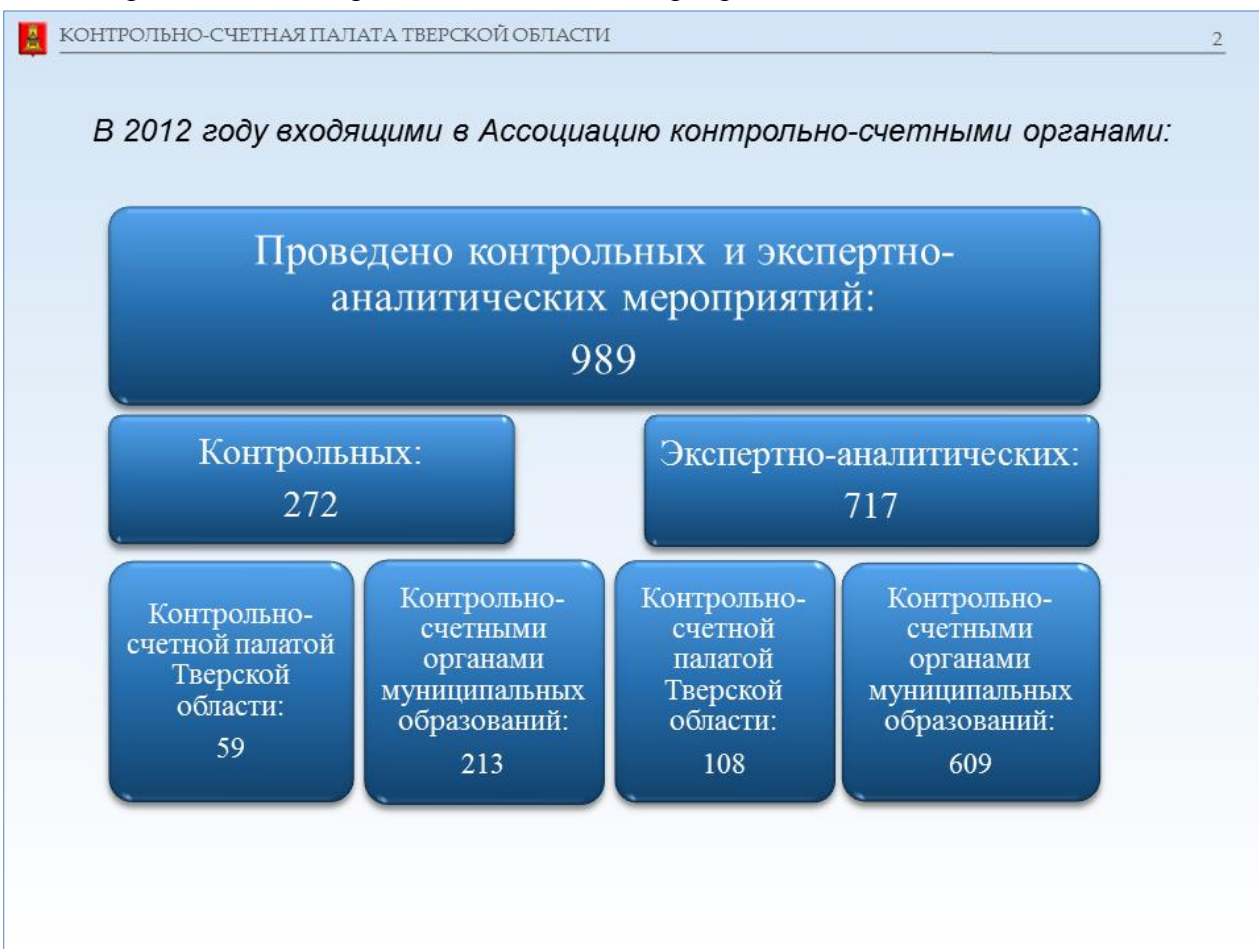 КОНТРОЛЬНО-СЧЕТНАЯ ПАЛАТА ТВЕРСКОЙ ОБЛАСТИ
2
В 2012 году входящими в Ассоциацию контрольно-счетными органами:
Проведено контрольных и экспертно-
аналитических мероприятий:
989
Контрольных:
272
Экспертно-аналитических:
717
Контрольно-
счетной палатой
Тверской
области:
59
Контрольно-
счетными
органами
муниципальных
образований:
213
Контрольно-
счетной
палатой
Тверской
области:
108
Контрольно-
счетными
органами
муниципальных
образований:
609